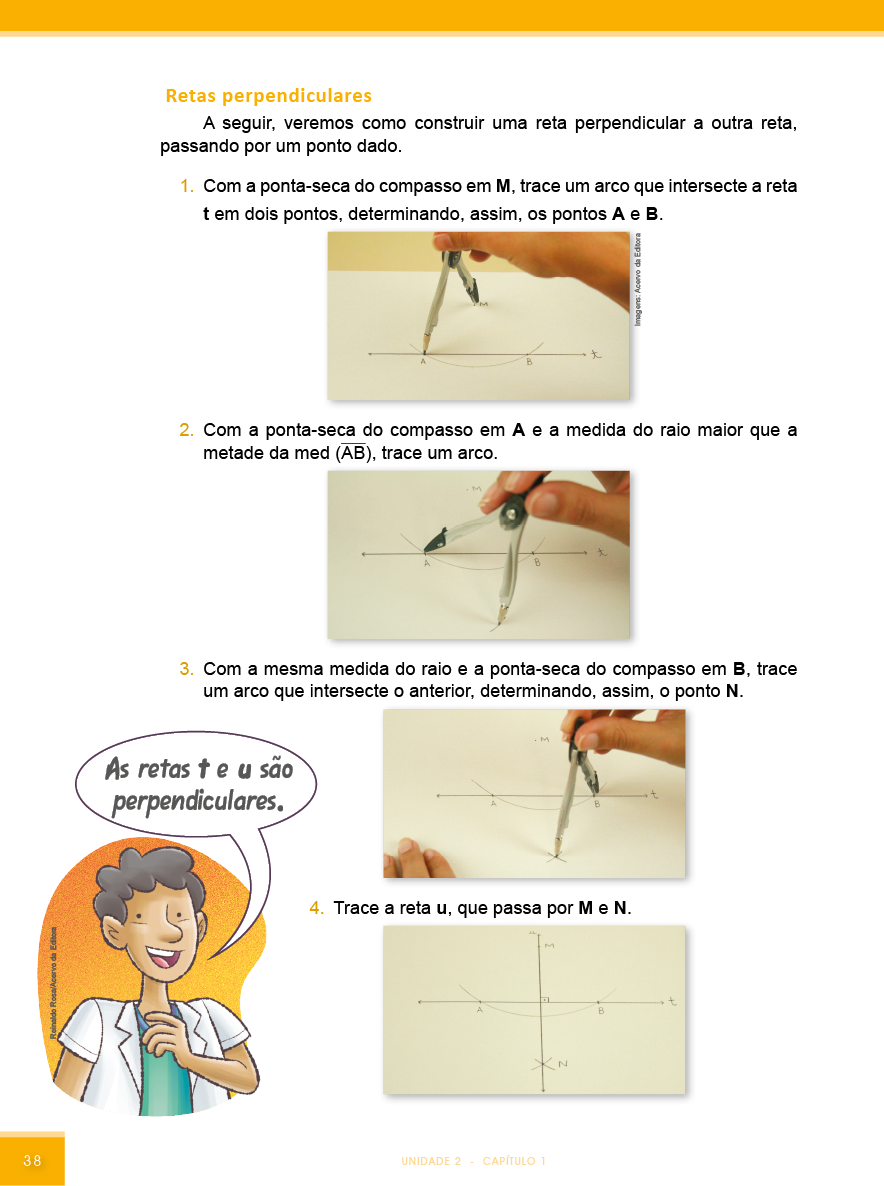 Retas perpendiculares
A seguir, veremos como construir uma reta perpendicular a outra reta,
passando por um ponto dado.
1. Com a ponta-seca do compasso em M, trace um arco que intersecte a reta
t em dois pontos, determinando, assim, os pontos A e B.
Imagens: Acervo da Editora
M
A
B
t
2. Com a ponta-seca do compasso em A e a medida do raio maior que a
metade da med (A̅B̅), trace um arco.
M
A
B
t
3. Com a mesma medida do raio e a ponta-seca do compasso em B, trace
um arco que intersecte o anterior, determinando, assim, o ponto N.
M
A
B
t
As retas t e u são
perpendiculares.
Reinaldo Rosa/Acervo da Editora
4. Trace a reta u, que passa por M e N.
u
M
A
B
t
N
38
UNIDADE 2 - CAPÍTULO 1